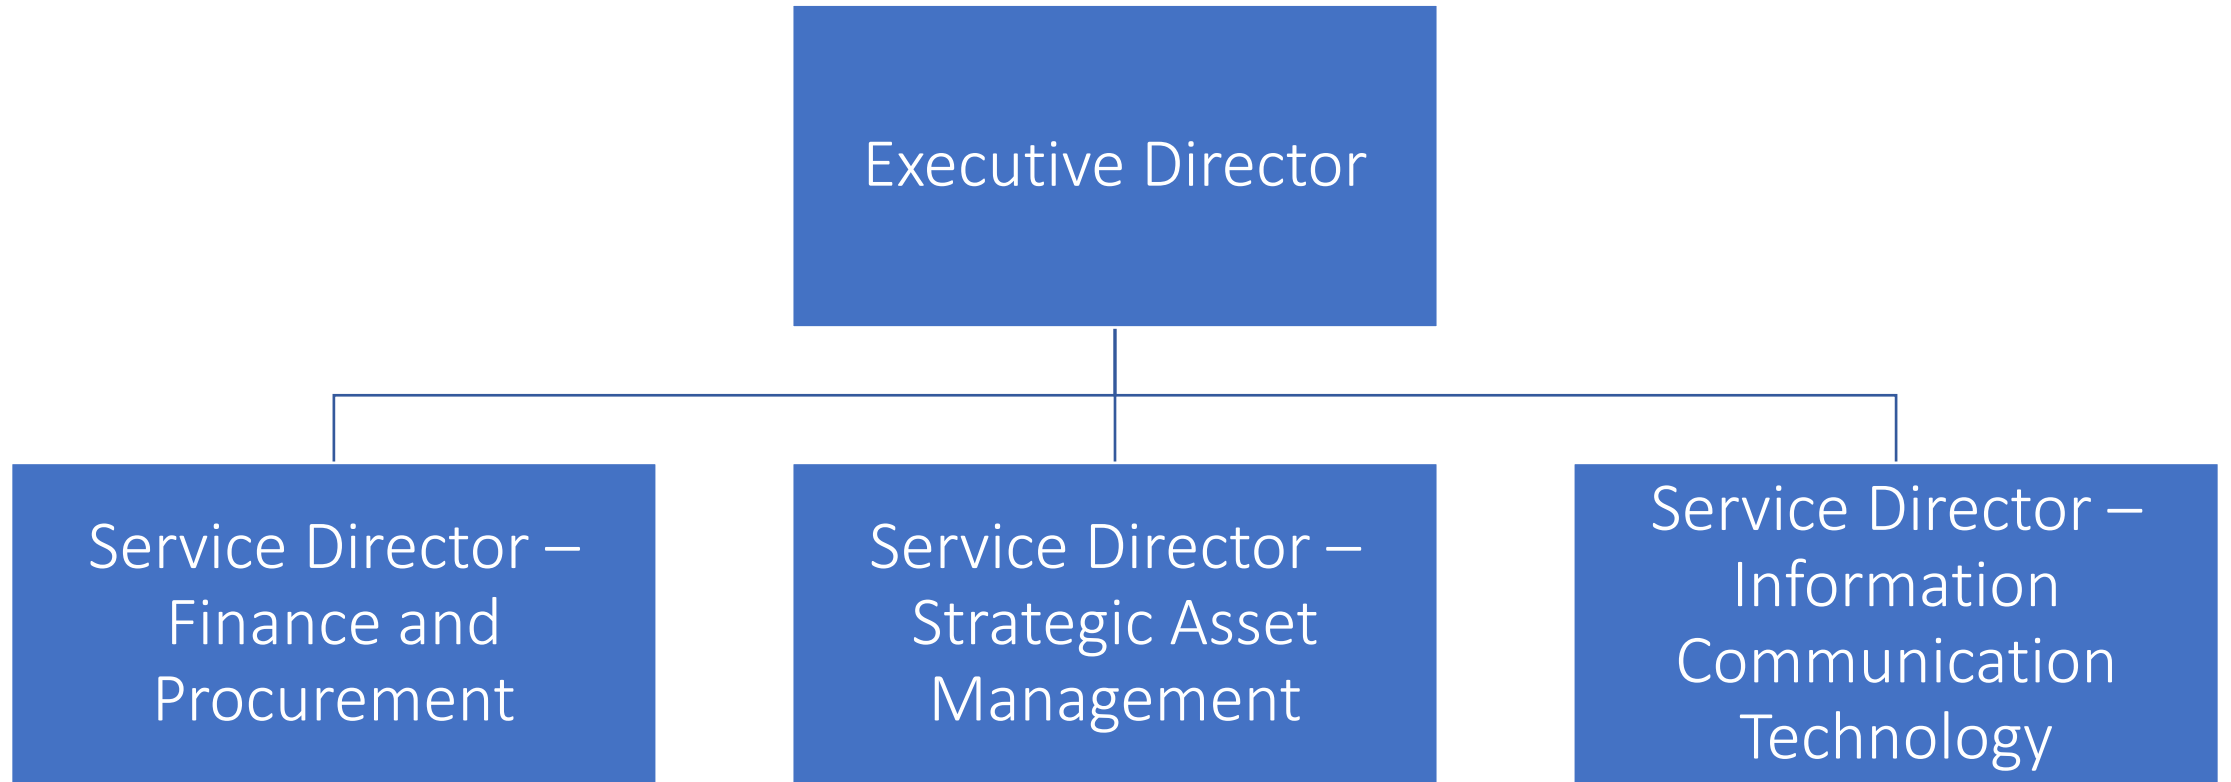 Executive Director
Service Director –
Finance and
Procurement
Service Director –
Strategic Asset
Management
Service Director –
Information
Communication
Technology